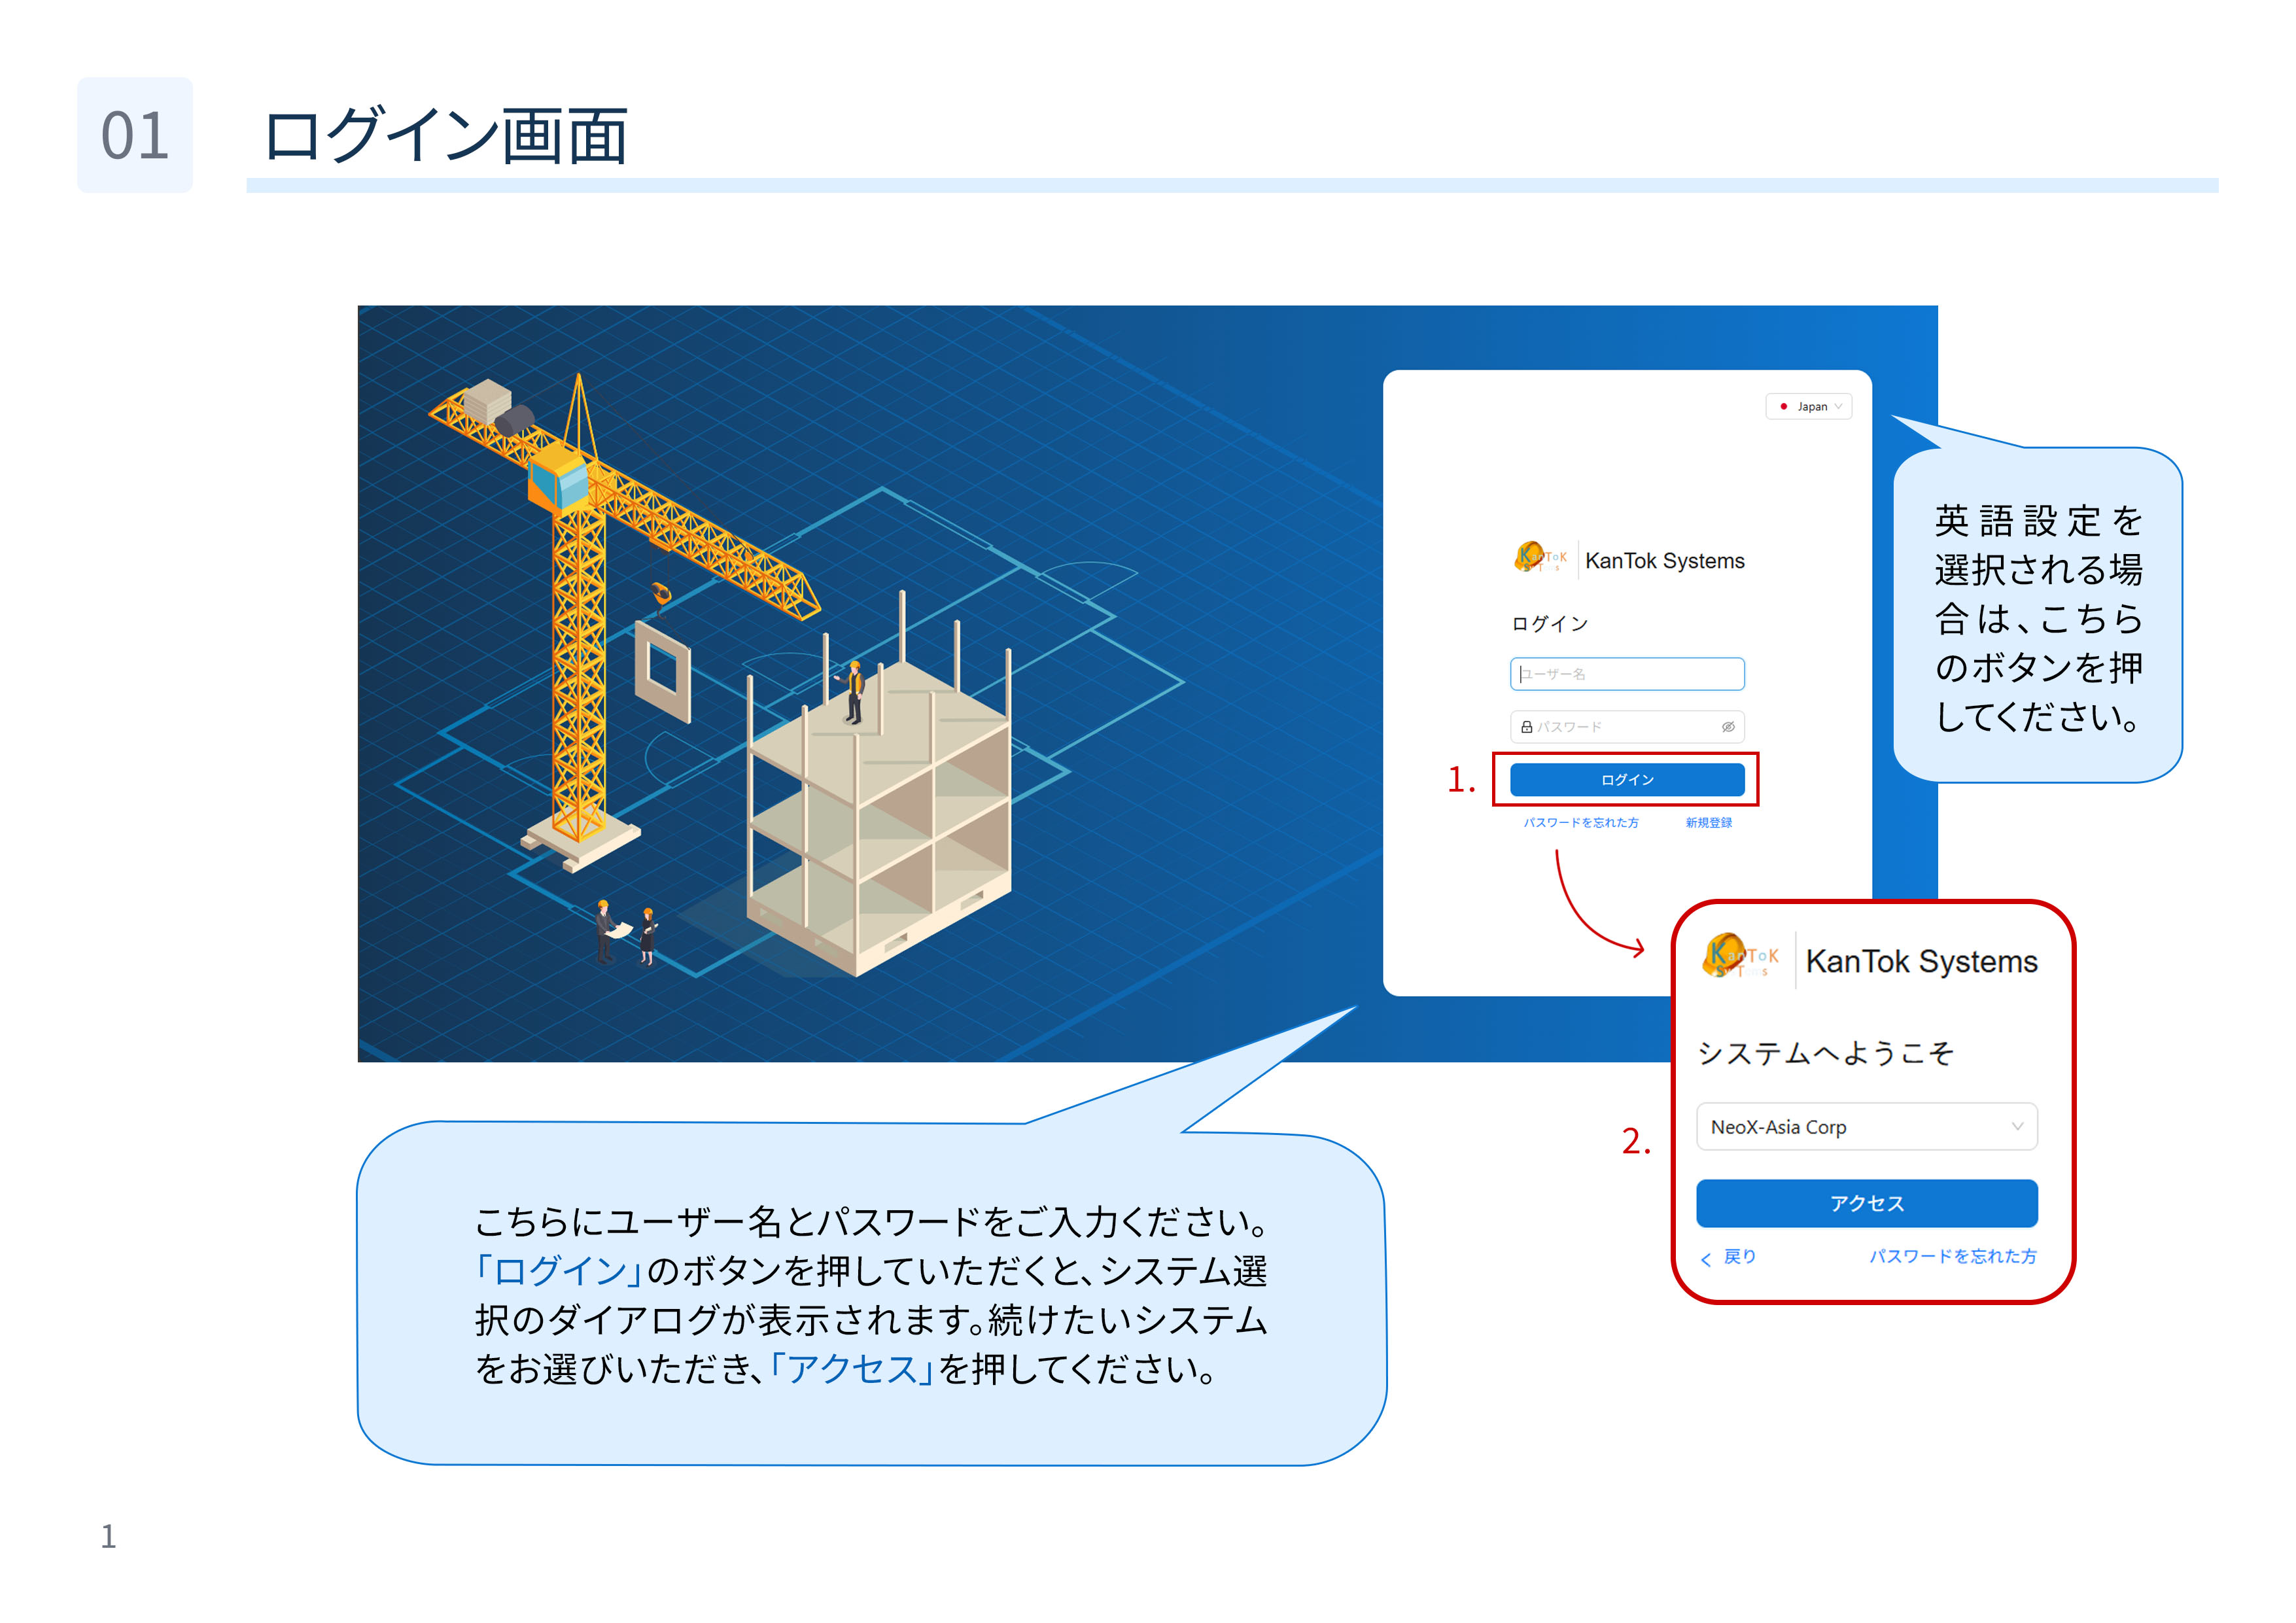 01
ログイン画面
Japan
英語設定を
選択される場
合は、こちら
のボタンを押
してください。
KanTok
KanTok Systems
ログイン
ユーザー名
パスワード
1.
ログイン
パスワードを忘れた方 新規登録
KanToK
KanTok Systems
システムへようこそ
2.
NeoX-Asia Corp
アクセス
戻り パスワードを忘れた方
こちらにユーザー名とパスワードをご入力ください。
「ログイン」のボタンを押していただくと、システム選
択のダイアログが表示されます。続けたいシステム
をお選びいただき、「アクセス」を押してください。
1